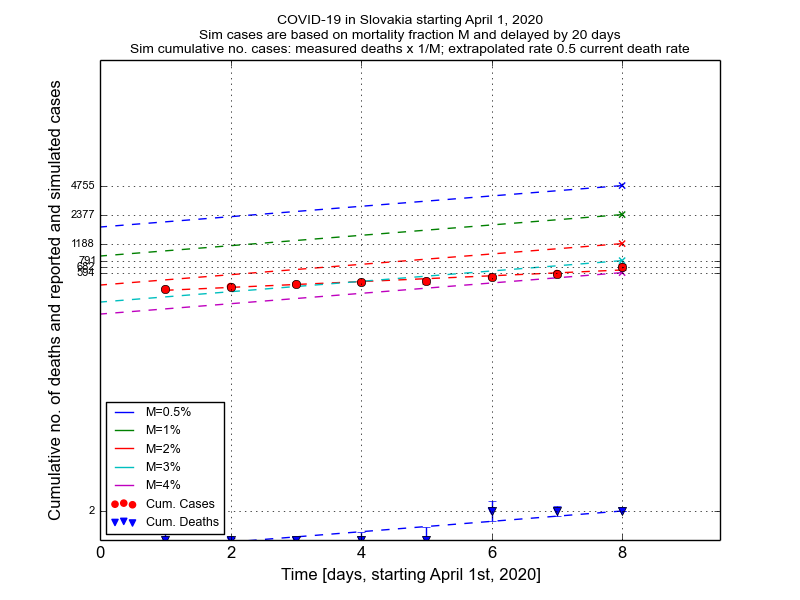 COVID-19 in Slovakia starting April 1, 2020
Sim cases are based on mortality fraction M and delayed by 20 days
Sim cumulative no. cases: measured deaths x 1/M; extrapolated rate 0.5 current death rate
Cumulative no. of deaths and reported and simulated cases
4755
2377
1188
791
682
594
2
M=0.5%
M=1%
M=2%
M=3%
M=4%
Cum. Cases
Cum. Deaths
0 2 4 6 8
Time [days, starting April 1st, 2020]